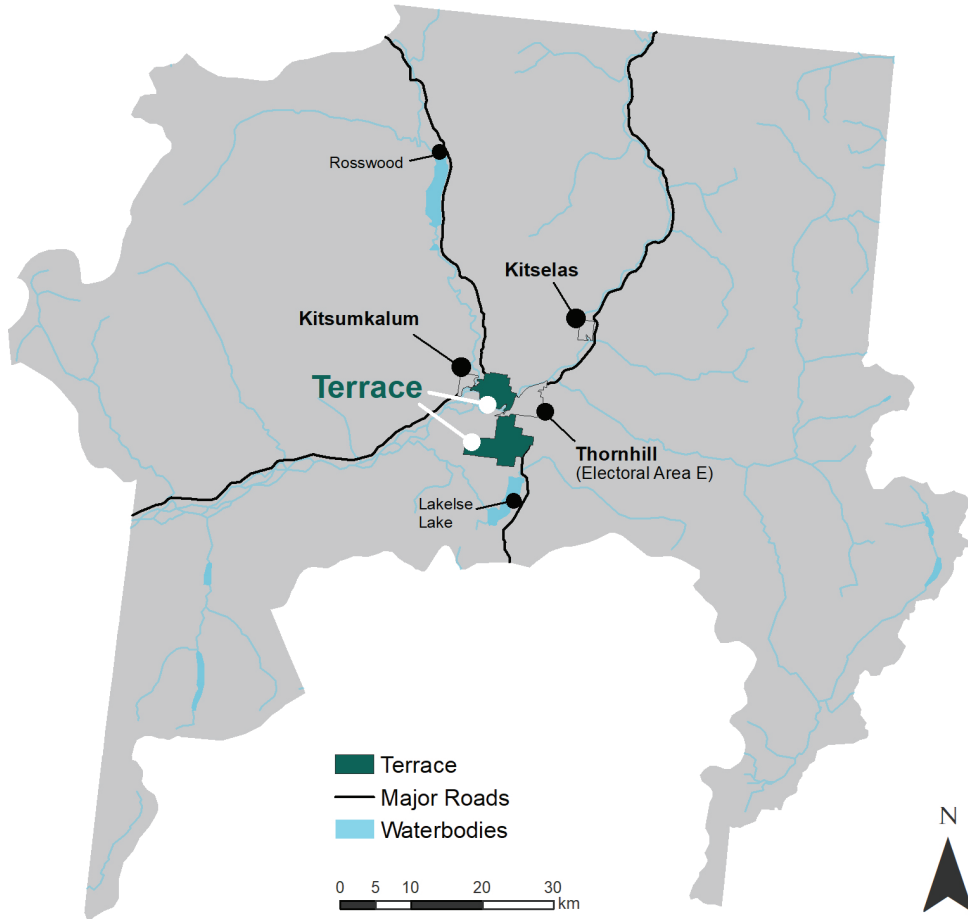 Rosswood
Kitselas
Kitsumkalum
Terrace
Thornhill
(Electoral Area E)
Lakelse
Lake
Terrace
Major Roads
Waterbodies
N
0 5 10 20 30
km